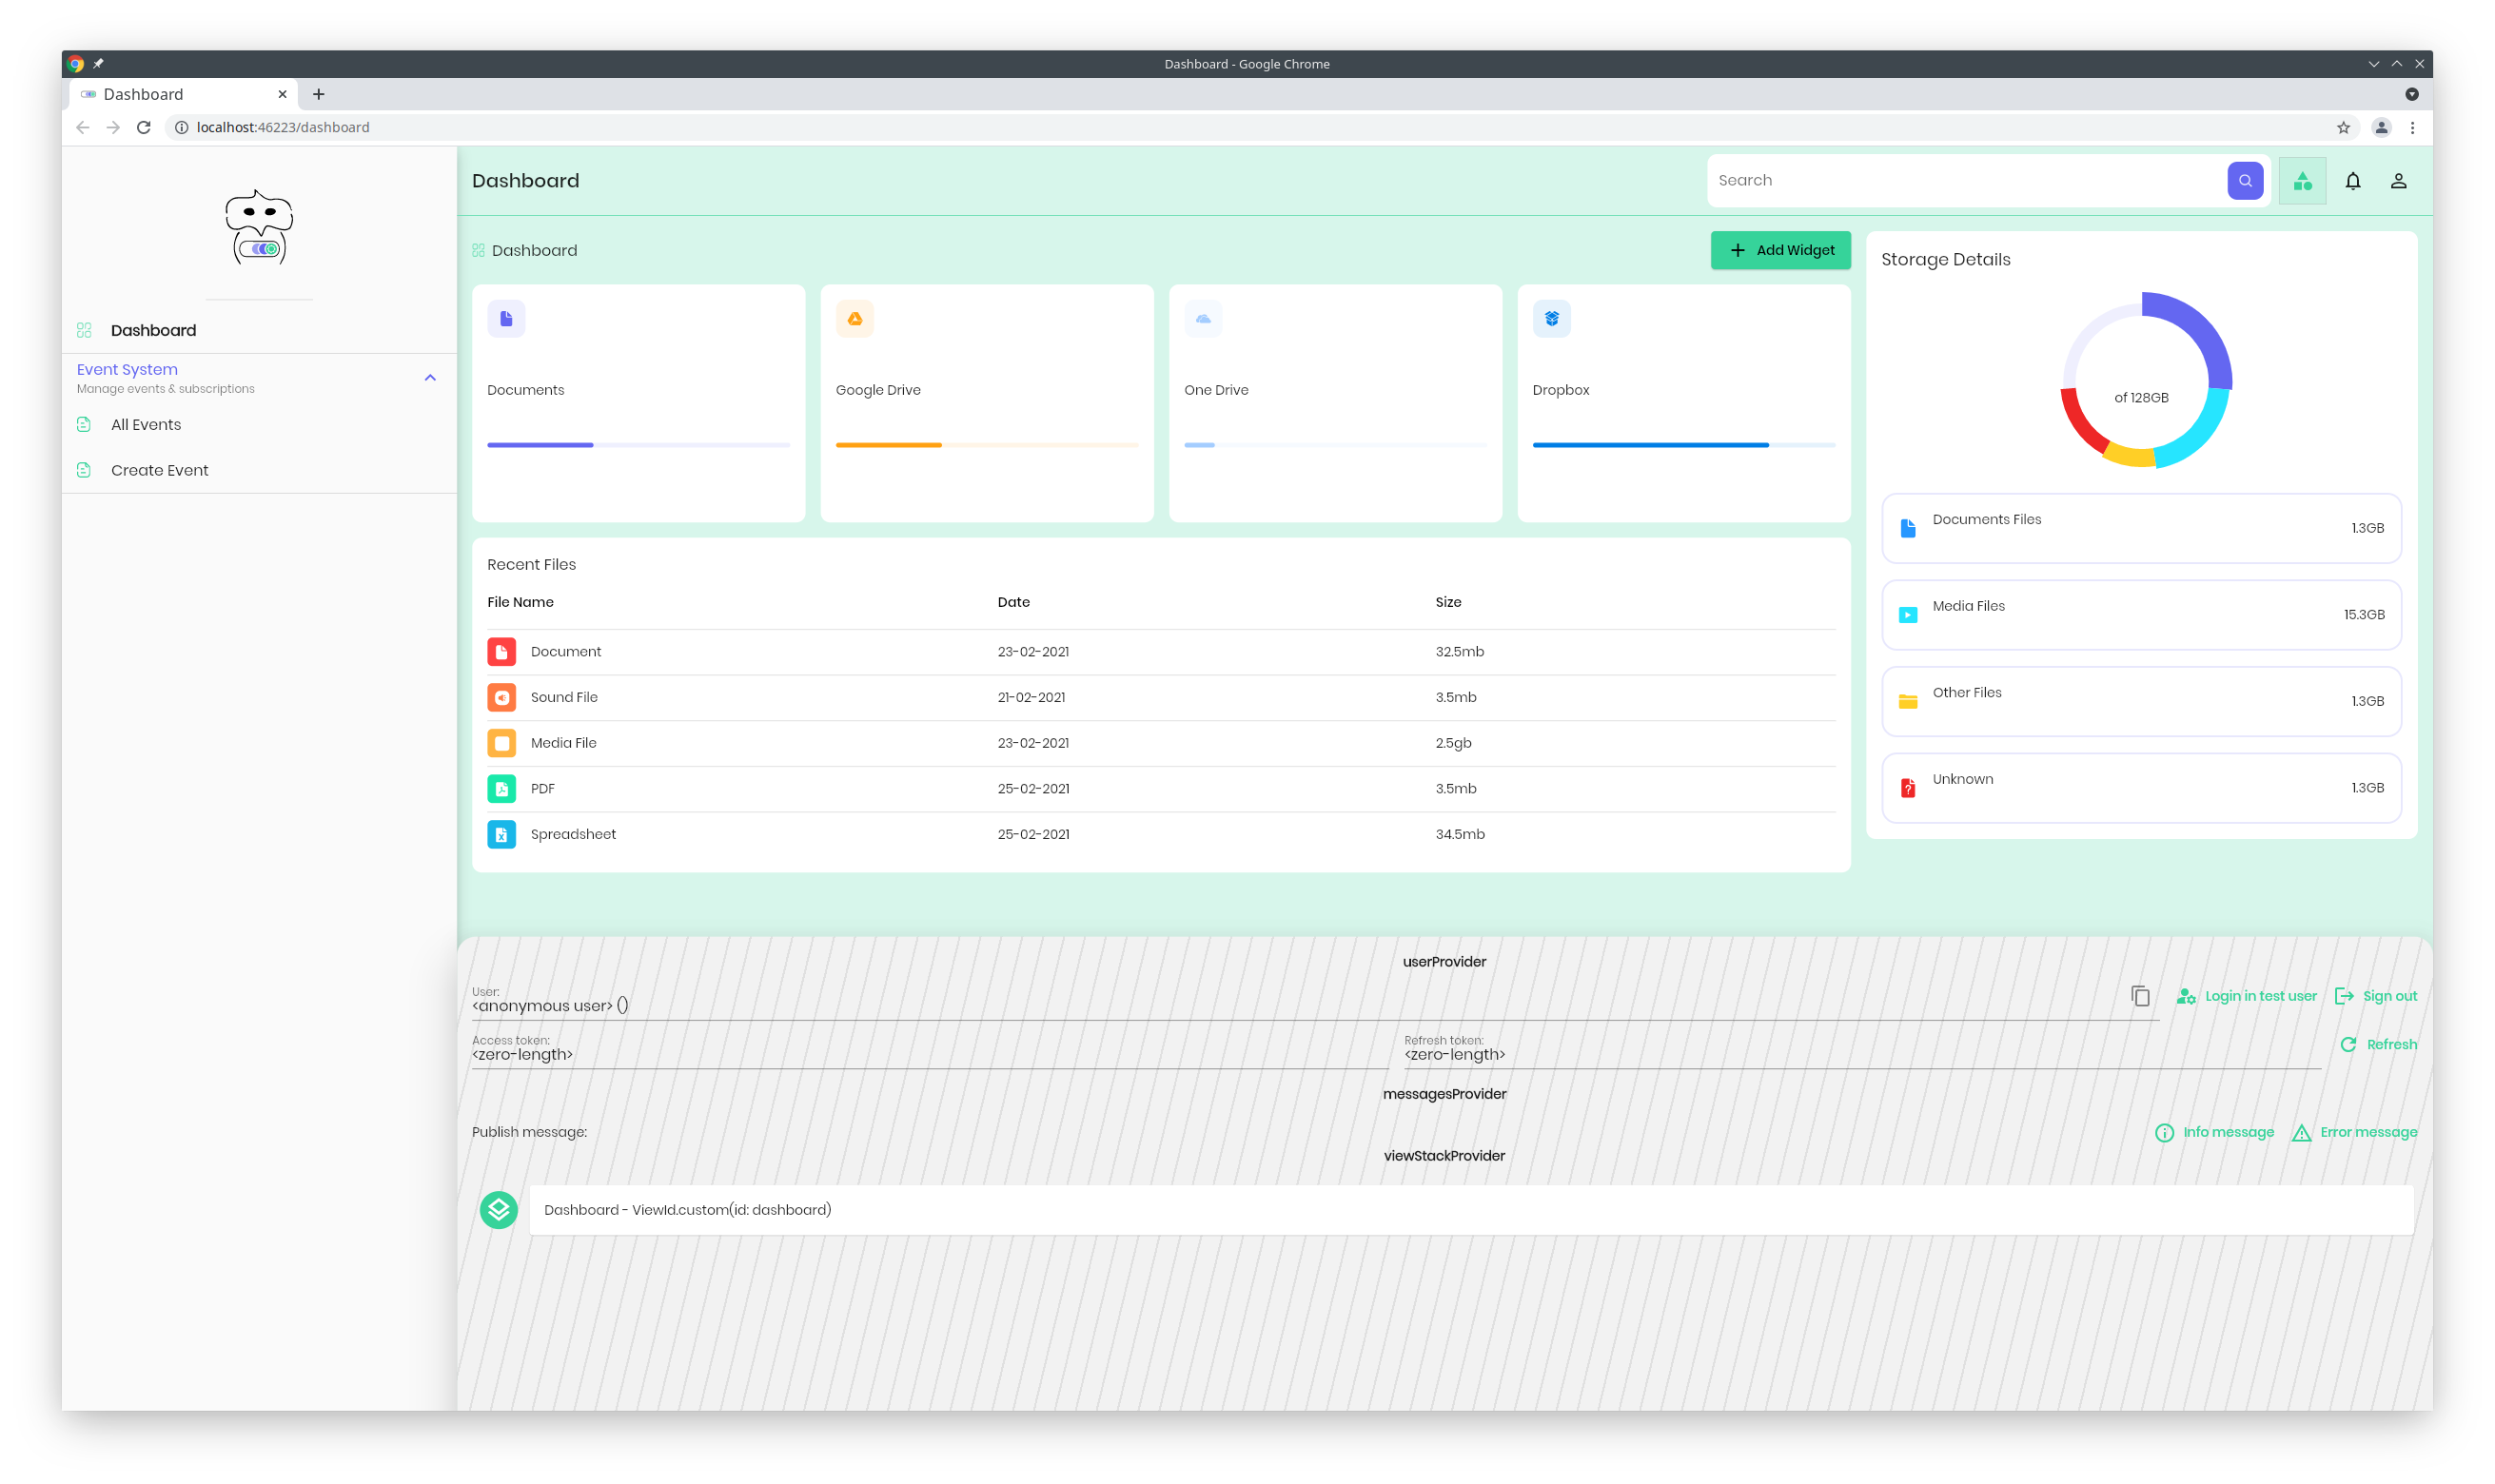 Dashboard - Google Chrome
Dashboard
localhost:46223/dashboard
Dashboard
Search
Dashboard
Event System
Manage events & subscriptions
All Events
Create Event
Dashboard
Add Widget
Documents
Google Drive
One Drive
Dropbox
Recent Files
File Name Date Size
Document 23-02-2021 32.5mb
Sound File 21-02-2021 3.5mb
Media File 23-02-2021 2.5gb
PDF 25-02-2021 3.5mb
Spreadsheet 25-02-2021 34.5mb
Storage Details
of 128GB
Documents Files 1.3GB
Media Files 15.3GB
Other Files 1.3GB
Unknown 1.3GB
userProvider
User:
<anonymous user> ()
Login in test user Sign out
Access token: Refresh token:
<zero-length> <zero-length>
Refresh
messagesProvider
Publish message: Info message Error message
viewStackProvider
Dashboard - ViewId.custom(id: dashboard)